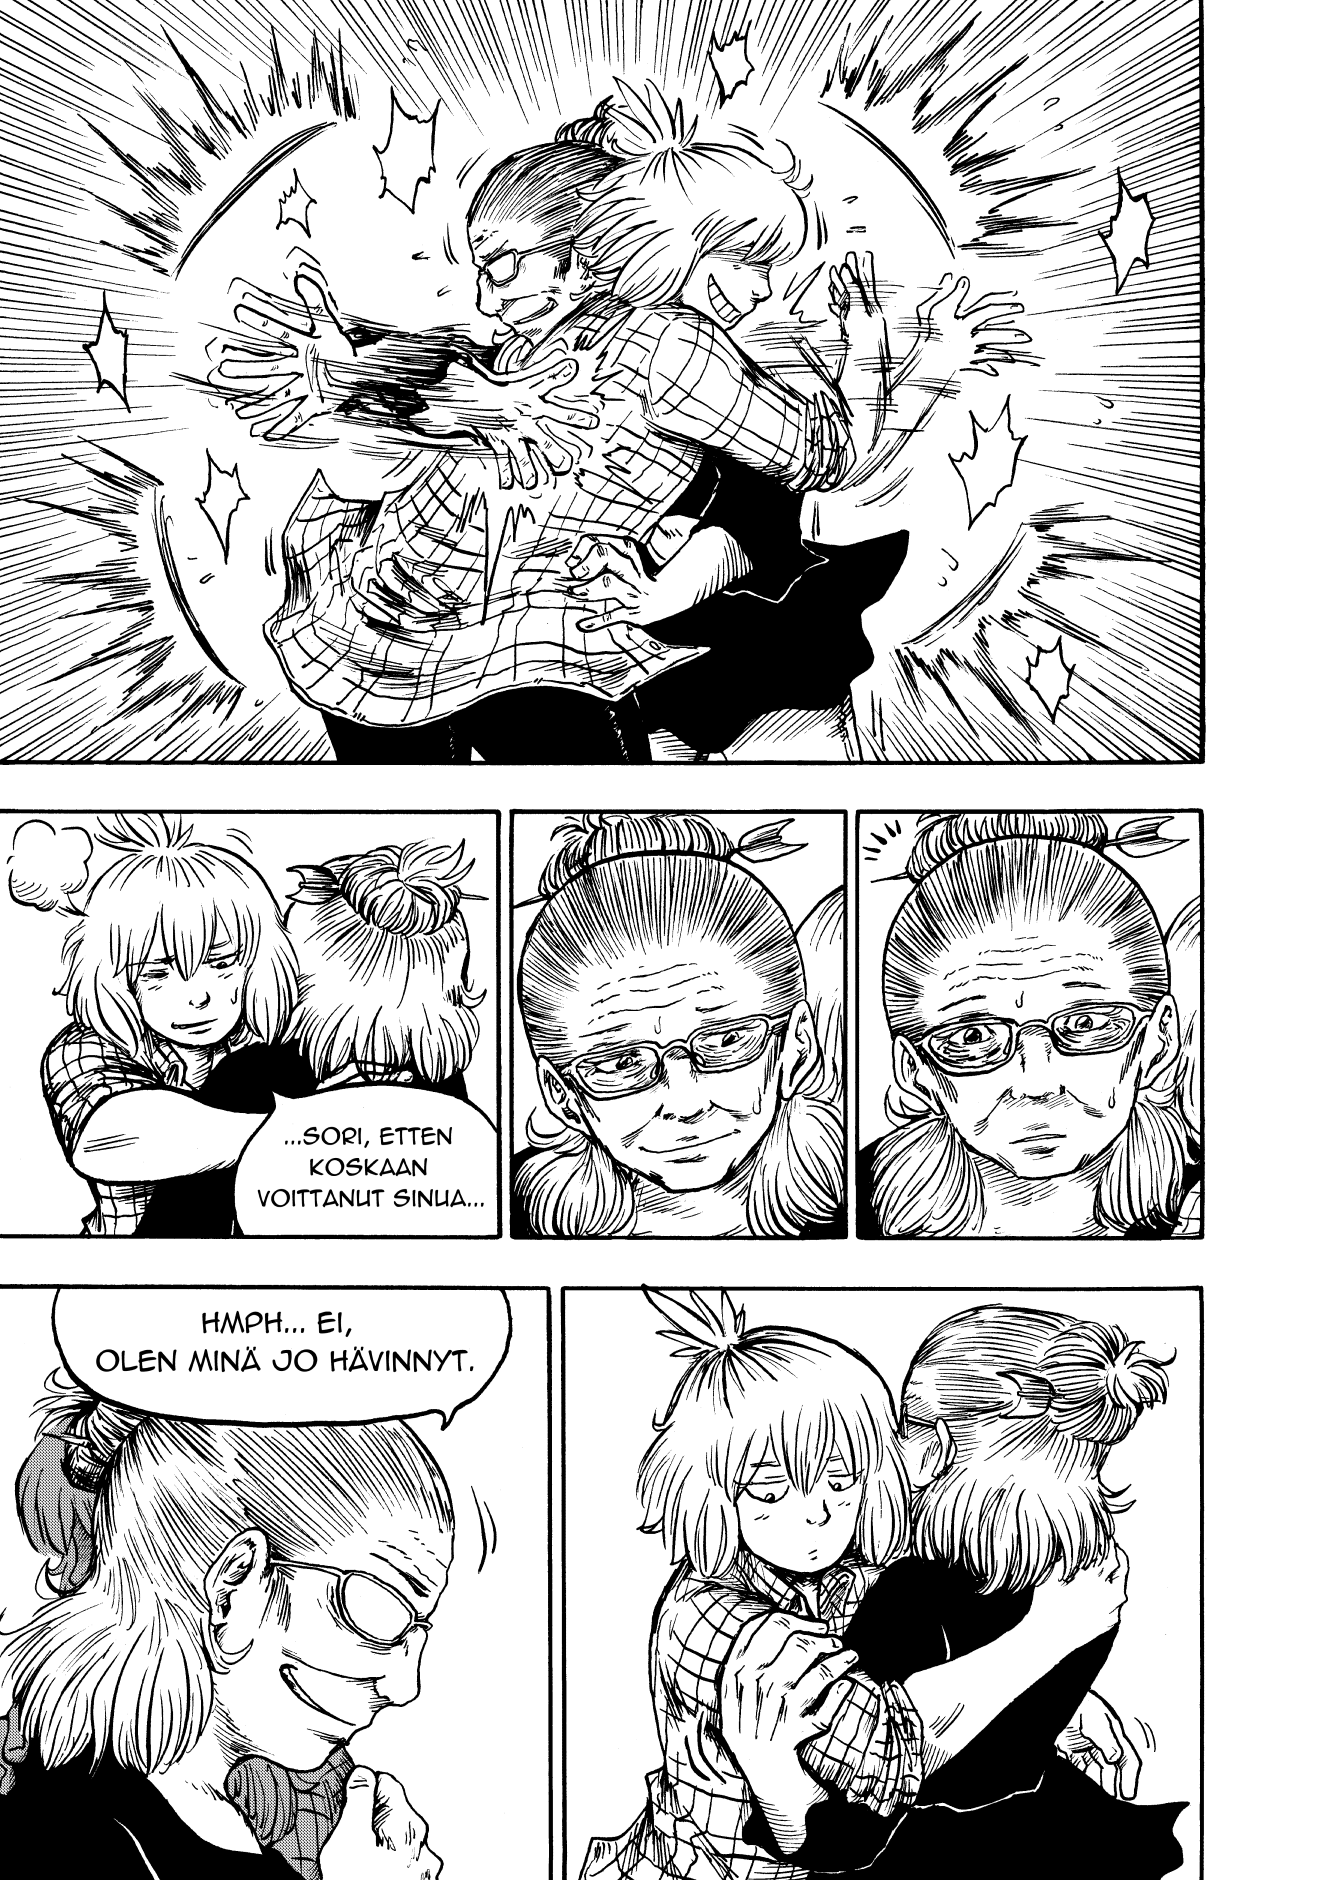 ...SORI, ETTEN
KOSKAAN
VOITTANUT SINUA...
HMPH... EI,
OLEN MINÄ JO HÄVINNYT.